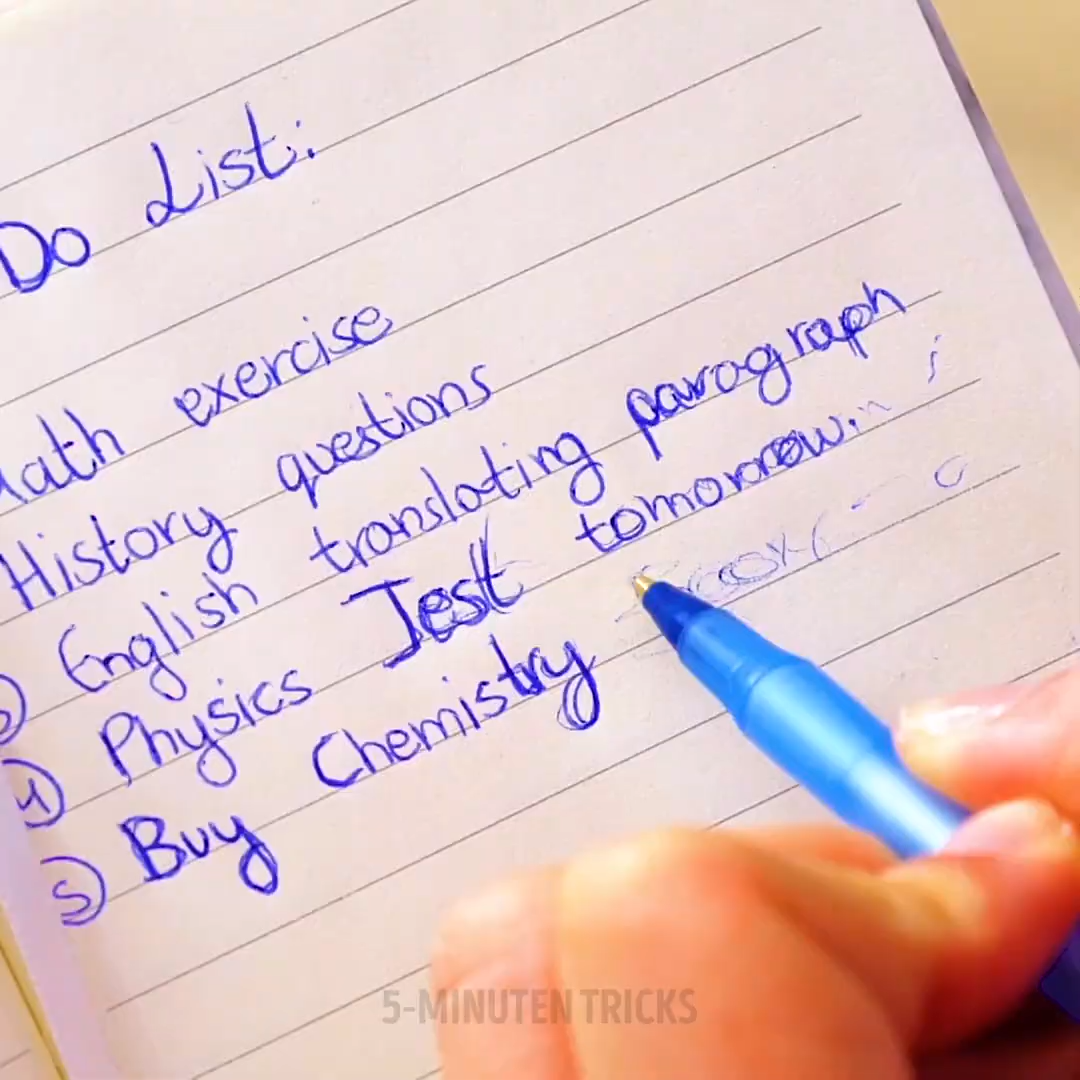 Do List:
Math exercise
History questions
3) English translating paragraph
4) Physics Test tomorrow.
5) Buy Chemistry
5-MINUTEN TRICKS